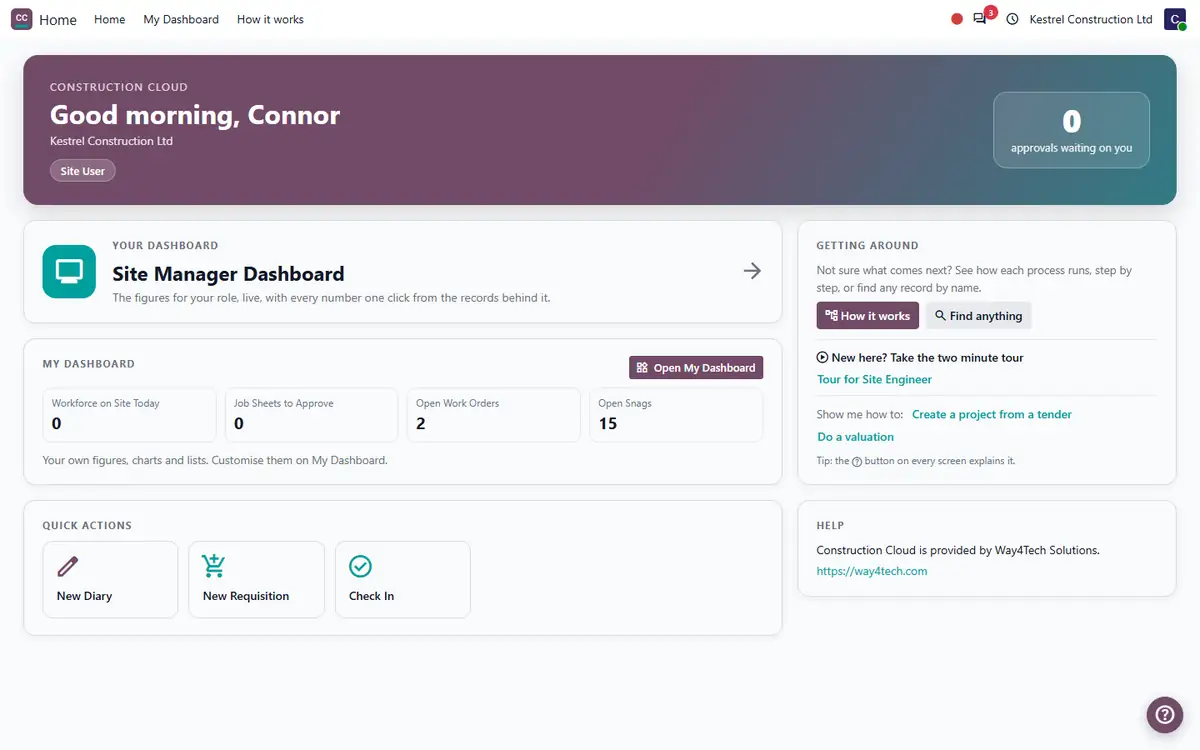 CC Home Home My Dashboard How it works 3 Kestrel Construction Ltd C
CONSTRUCTION CLOUD
Good morning, Connor
Kestrel Construction Ltd
Site User
0
approvals waiting on you
YOUR DASHBOARD
Site Manager Dashboard
The figures for your role, live, with every number one click from the records behind it.
MY DASHBOARD
Open My Dashboard
Workforce on Site Today
0
Job Sheets to Approve
0
Open Work Orders
2
Open Snags
15
Your own figures, charts and lists. Customise them on My Dashboard.
QUICK ACTIONS
New Diary
New Requisition
Check In
GETTING AROUND
Not sure what comes next? See how each process runs, step by
step, or find any record by name.
How it works
Find anything
New here? Take the two minute tour
Tour for Site Engineer
Show me how to: Create a project from a tender
Do a valuation
Tip: the ? button on every screen explains it.
HELP
Construction Cloud is provided by Way4Tech Solutions.
https://way4tech.com
?